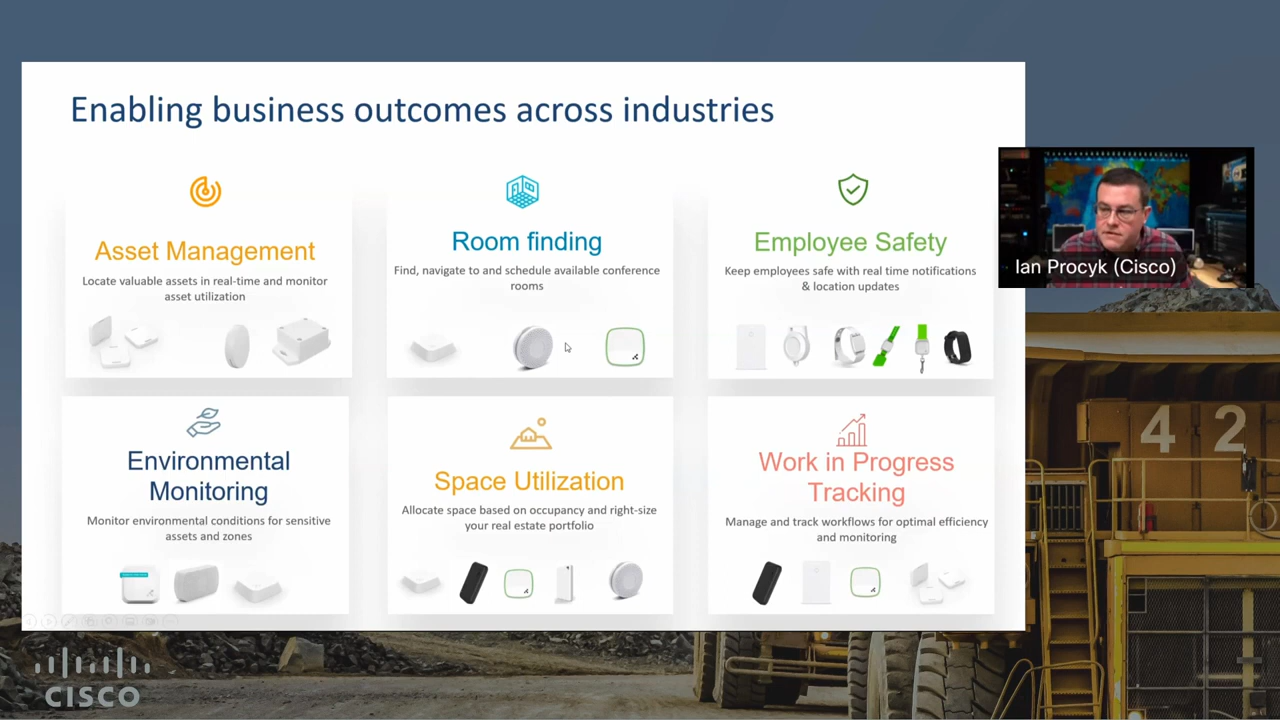 Enabling business outcomes across industries
Asset Management
Locate valuable assets in real-time and monitor
asset utilization
Room finding
Find, navigate to and schedule available conference
rooms
Employee Safety
Keep employees safe with real time notifications
& location updates
Ian Procyk (Cisco)
Environmental
Monitoring
Monitor environmental conditions for sensitive
assets and zones
Space Utilization
Allocate space based on occupancy and right-size
your real estate portfolio
Work in Progress
Tracking
Manage and track workflows for optimal efficiency
and monitoring
4 2
CISCO